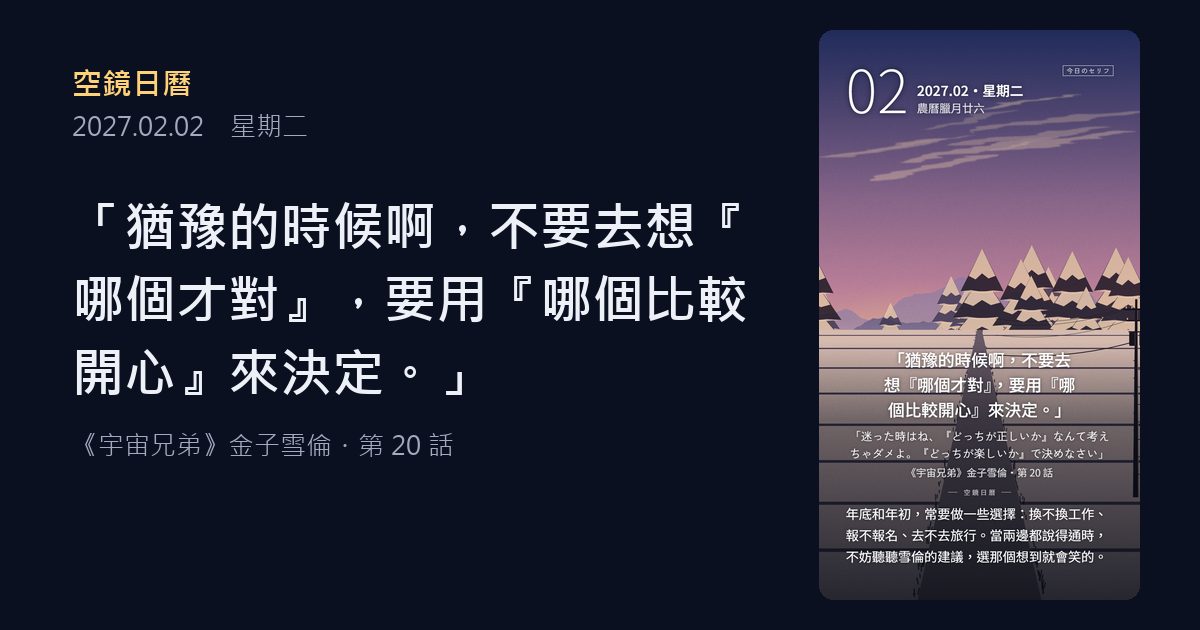 空鏡日曆
2027.02.02 星期二
「猶豫的時候啊，不要去想『
哪個才對』，要用『哪個比較
開心』來決定。」
《宇宙兄弟》金子雪倫・第 20 話
02
2027.02・星期二
農曆臘月廿六
今日のセリフ
「猶豫的時候啊，不要去
想『哪個才對』，要用『哪
個比較開心』來決定。」
「迷った時はね、『どっちが正しいか』なんて考え
ちゃダメよ。『どっちが楽しいか』で決めなさい」
《宇宙兄弟》金子雪倫・第 20 話
— 空鏡日曆 —
年底和年初，常要做一些選擇：換不換工作、
報不報名、去不去旅行。當兩邊都說得通時，
不妨聽聽雪倫的建議，選那個想到就會笑的。